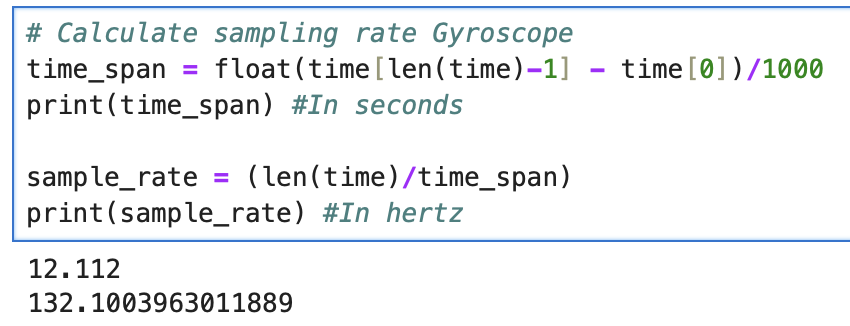 # Calculate sampling rate Gyroscope
time_span = float(time[len(time)-1] - time[0])/1000
print(time_span) #In seconds
sample_rate = (len(time)/time_span)
print(sample_rate) #In hertz
12.112
132.1003963011889